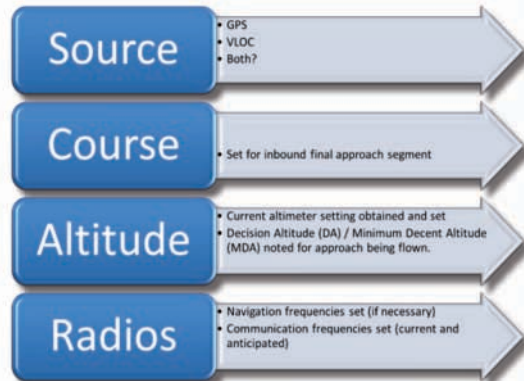 Source
• GPS
• VLOC
• Both?
Course
• Set for inbound final approach segment
Altitude
• Current altimeter setting obtained and set
• Decision Altitude (DA) / Minimum Decent Altitude
(MDA) noted for approach being flown.
Radios
• Navigation frequencies set (if necessary)
• Communication frequencies set (current and
anticipated)